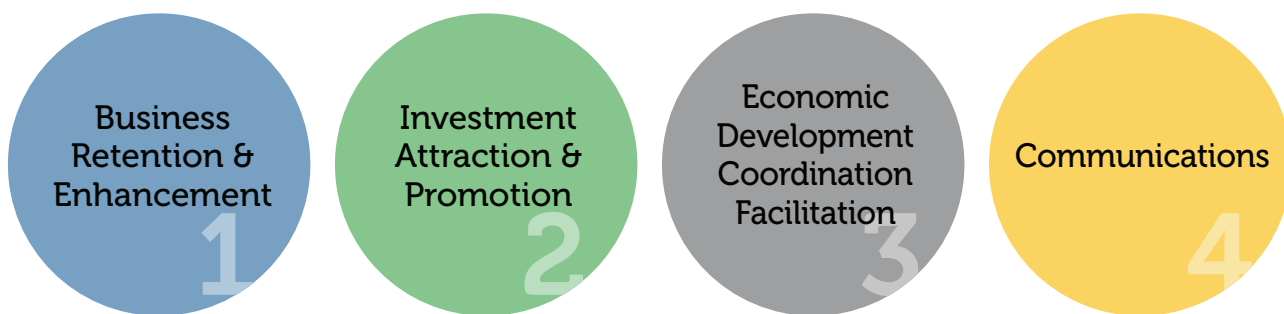 Business
Retention &
Enhancement
1
Investment
Attraction &
Promotion
2
Economic
Development
Coordination
Facilitation
3
Communications
4